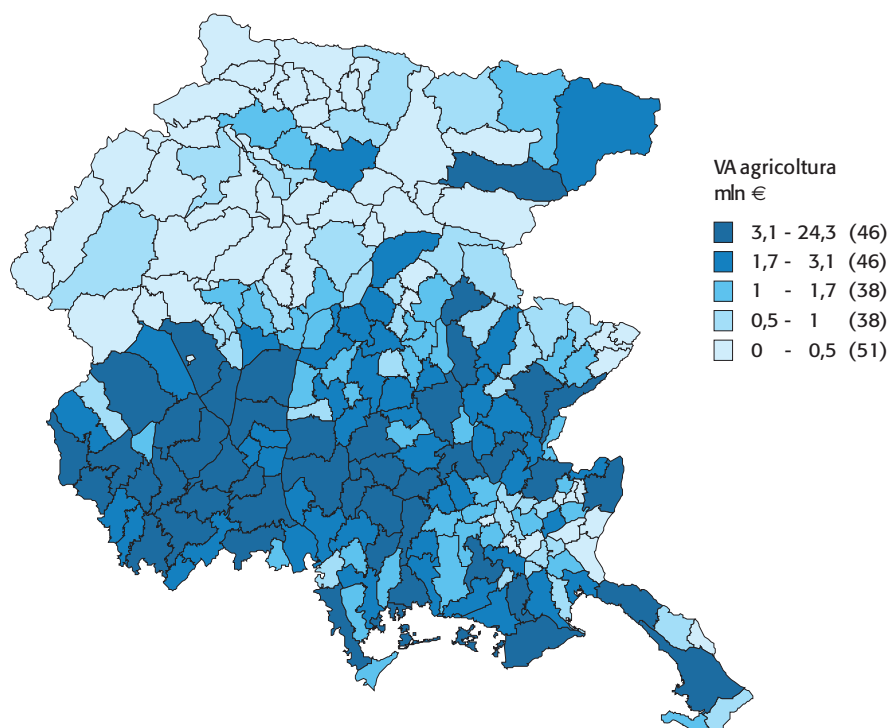 VA agricoltura
mln €
3,1 - 24,3 (46)
1,7 - 3,1 (46)
1 - 1,7 (38)
0,5 - 1 (38)
0 - 0,5 (51)